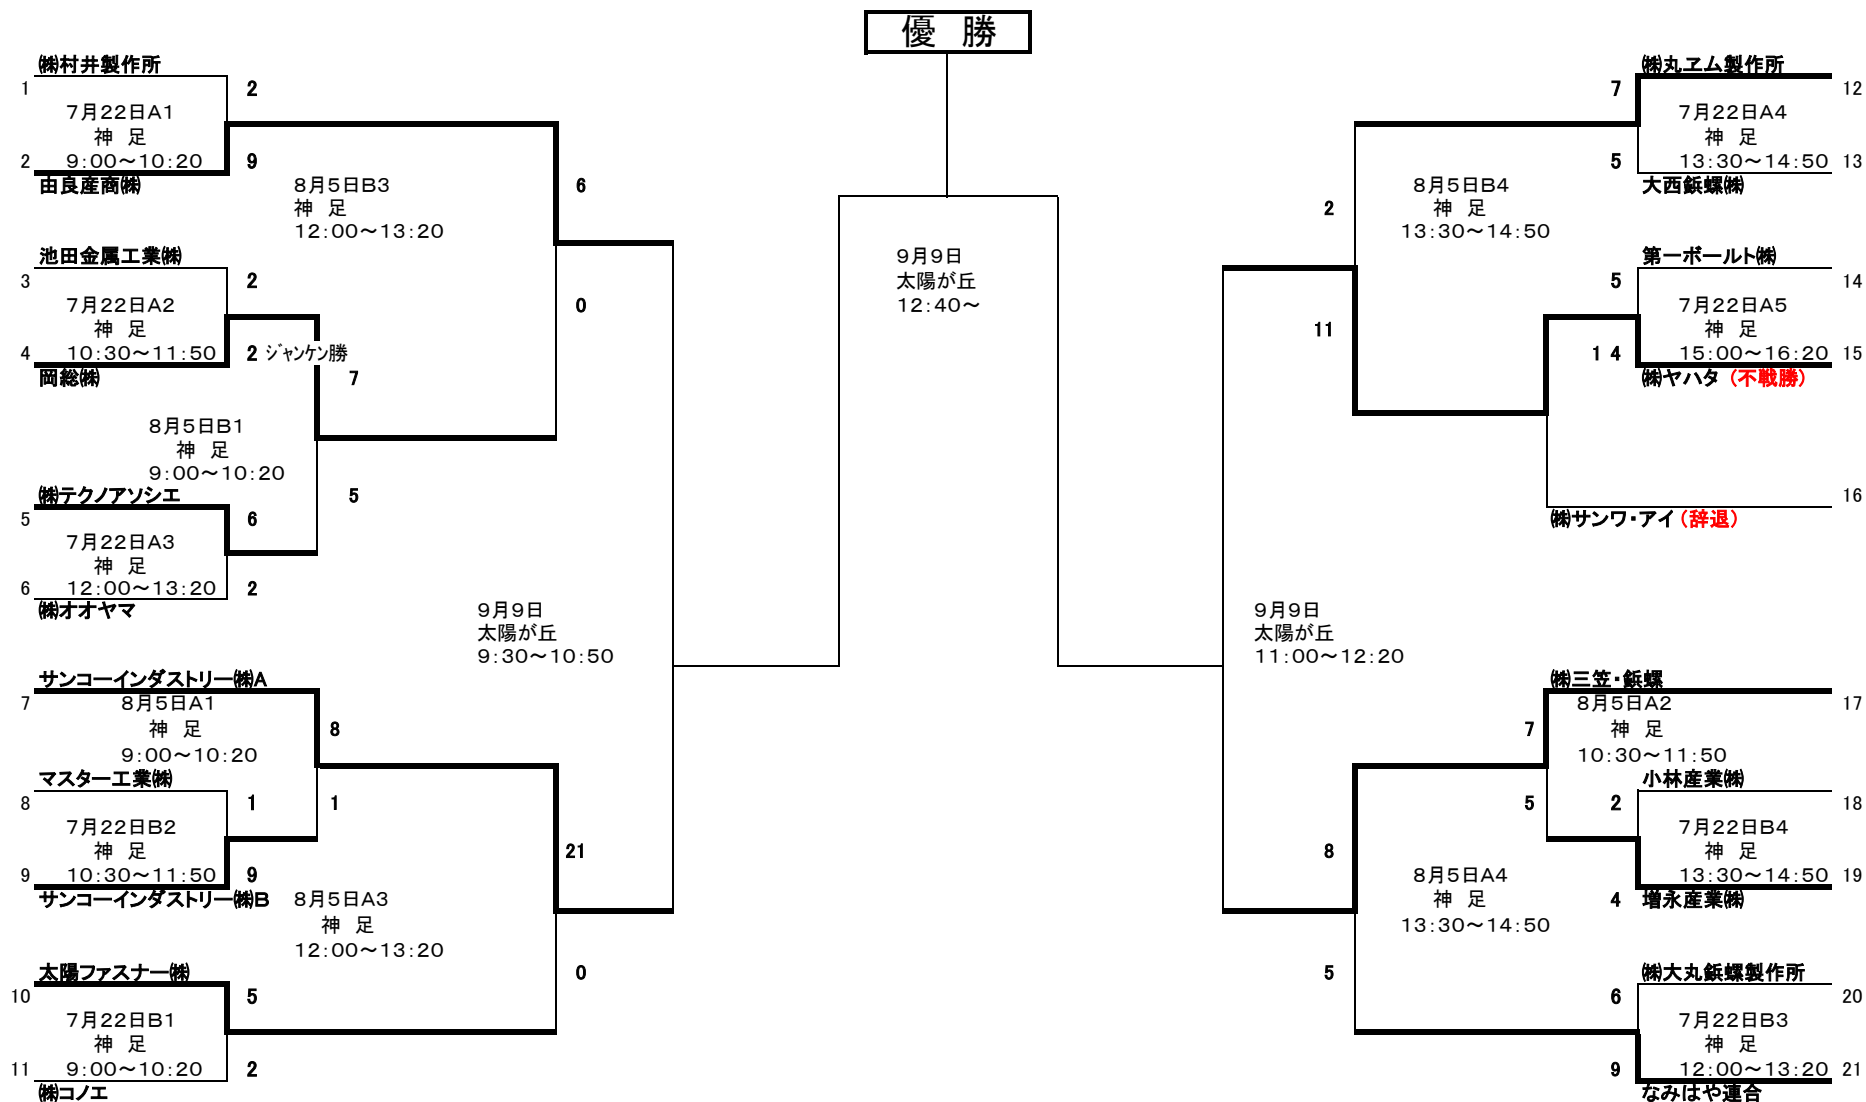 優 勝
㈱村井製作所
1
2
7月22日A1
神 足
2
9:00～10:20
9
由良産商㈱
8月5日B3
神 足
12:00～13:20
6
池田金属工業㈱
3
2
7月22日A2
神 足
4
10:30～11:50
2 ジャンケン勝
岡総㈱
7
0
8月5日B1
神 足
9:00～10:20
㈱テクノアソシエ
5
5
6
7月22日A3
神 足
6
12:00～13:20
2
㈱オオヤマ
9月9日
太陽が丘
9:30～10:50
サンコーインダストリー㈱A
7
8月5日A1
神 足
9:00～10:20
8
マスター工業㈱
8
1
1
7月22日B2
神 足
9
10:30～11:50
9
サンコーインダストリー㈱B
21
8月5日A3
神 足
12:00～13:20
太陽ファスナー㈱
0
10
5
7月22日B1
神 足
11
9:00～10:20
2
㈱コノエ
9月9日
太陽が丘
12:40～
㈱丸ヱム製作所
7
12
7月22日A4
神 足
5
13:30～14:50
13
大西鋲螺㈱
8月5日B4
神 足
13:30～14:50
2
第一ボールト㈱
5
14
7月22日A5
神 足
1 4
15:00～16:20
15
㈱ヤハタ (不戦勝)
11
16
㈱サンワ・アイ (辞退)
9月9日
太陽が丘
11:00～12:20
㈱三笠・鋲螺
17
8月5日A2
神 足
10:30～11:50
7
小林産業㈱
5
2
18
7月22日B4
神 足
13:30～14:50
19
4
増永産業㈱
8
8月5日A4
神 足
13:30～14:50
5
㈱大丸鋲螺製作所
6
20
7月22日B3
神 足
9
12:00～13:20
21
なみはや連合